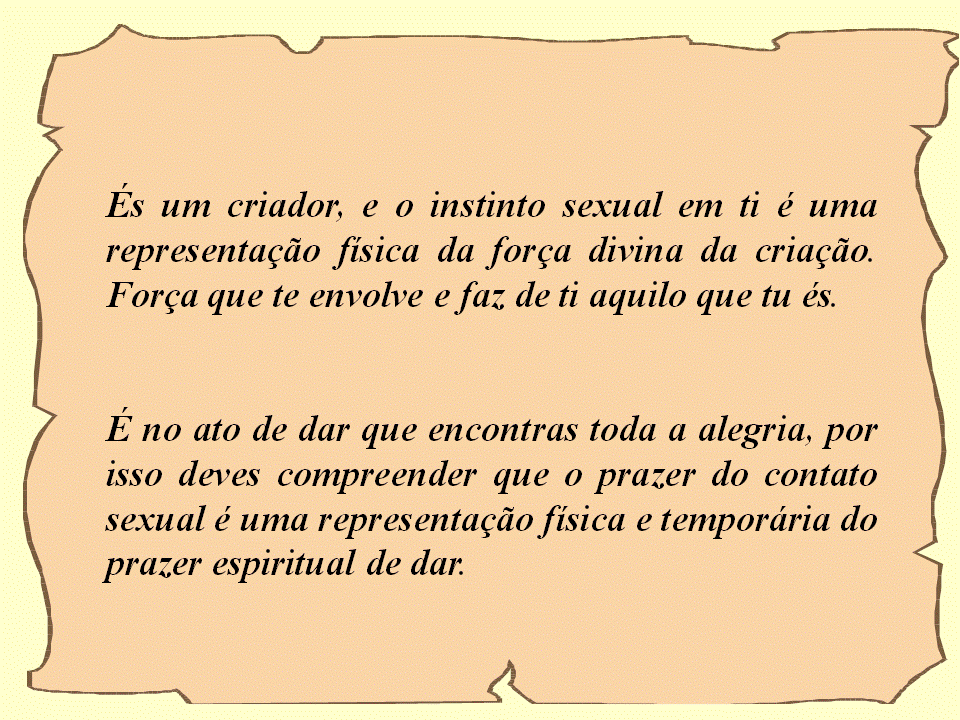 És um criador, e o instinto sexual em ti é uma
representação física da força divina da criação.
Força que te envolve e faz de ti aquilo que tu és.
É no ato de dar que encontras toda a alegria, por
isso deves compreender que o prazer do contato
sexual é uma representação física e temporária do
prazer espiritual de dar.